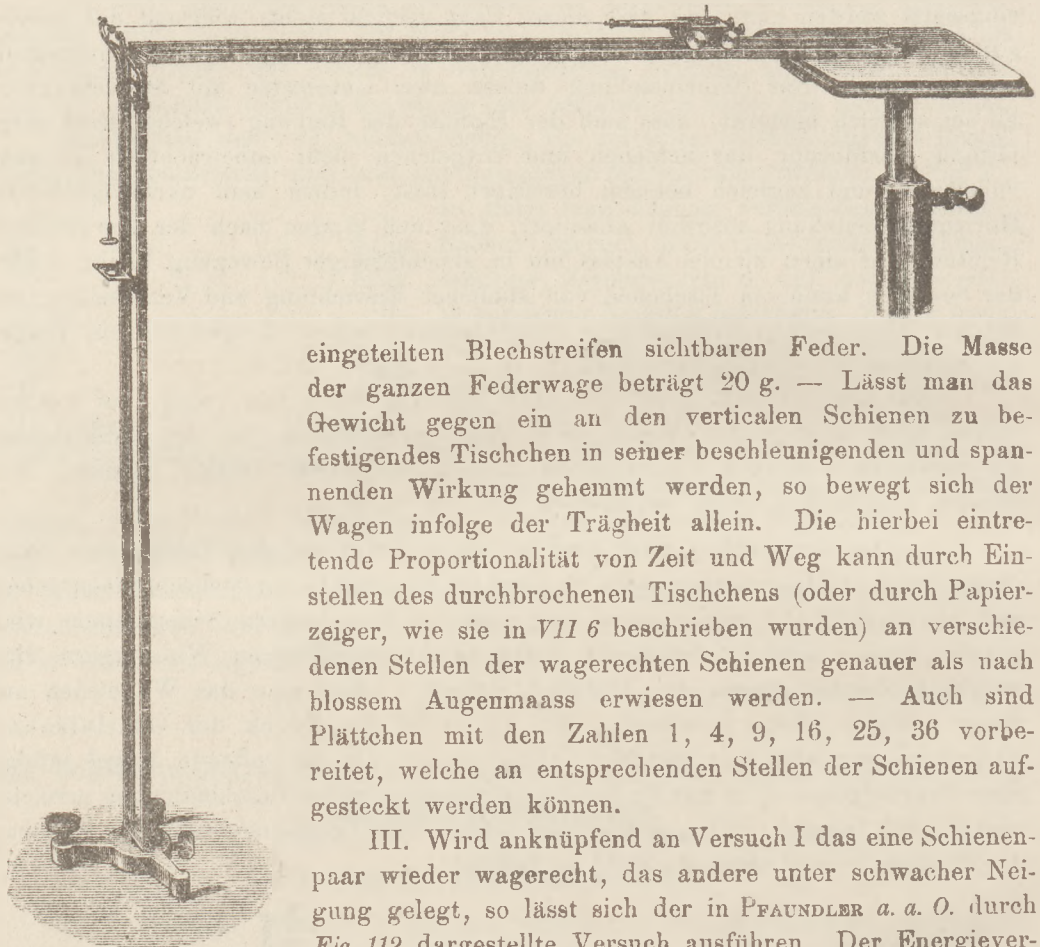 eingeteilten Blechstreifen sichtbaren Feder. Die Masse
der ganzen Federwage beträgt 20 g. — Lässt man das
Gewicht gegen ein an den verticalen Schienen zu be-
festigendes Tischchen in seiner beschleunigenden und span-
nenden Wirkung gehemmt werden, so bewegt sich der
Wagen infolge der Trägheit allein. Die hierbei eintre-
tende Proportionalität von Zeit und Weg kann durch Ein-
stellen des durchbrochenen Tischchens (oder durch Papier-
zeiger, wie sie in VII 6 beschrieben wurden) an verschie-
denen Stellen der wagerechten Schienen genauer als nach
blossem Augenmaass erwiesen werden. — Auch sind
Plättchen mit den Zahlen 1, 4, 9, 16, 25, 36 vorbe-
reitet, welche an entsprechenden Stellen der Schienen auf-
gesteckt werden können.
III. Wird anknüpfend an Versuch I das eine Schienen-
paar wieder wagerecht, das andere unter schwacher Nei-
gung gelegt, so lässt sich der in PFAUNDLER a. a. O. durch
Fig. 112 dargestellte Versuch ausführen. Der Energiever-